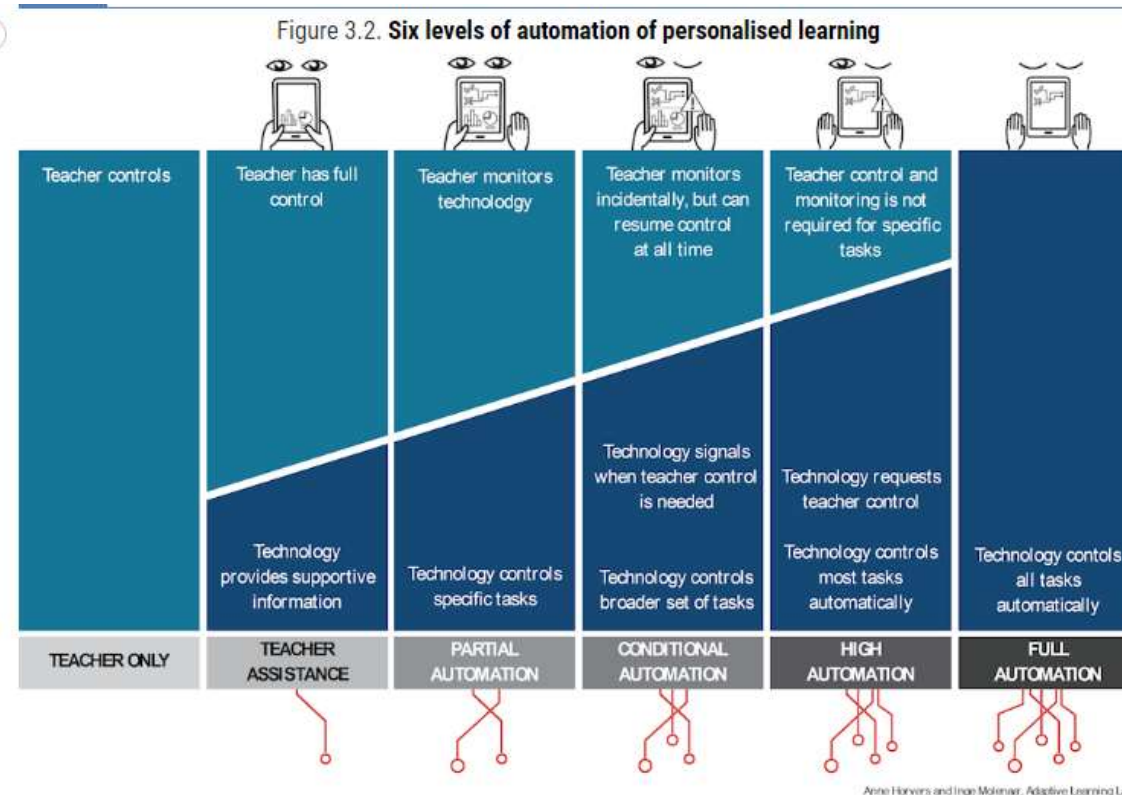 Figure 3.2. Six levels of automation of personalised learning
Teacher controls
Teacher has full
control
Teacher monitors
technolodgy
Teacher monitors
incidentally, but can
resume control
at all time
Teacher control and
monitoring is not
required for specific
tasks
Technology
provides supportive
information
Technology controls
specific tasks
Technology signals
when teacher control
is needed
Technology controls
broader set of tasks
Technology requests
teacher control
Technology controls
most tasks
automatically
Technology contols
all tasks
automatically
TEACHER ONLY
TEACHER
ASSISTANCE
PARTIAL
AUTOMATION
CONDITIONAL
AUTOMATION
HIGH
AUTOMATION
FULL
AUTOMATION
Anne Horvers and Inge Molenaar, Adaptive Learning L